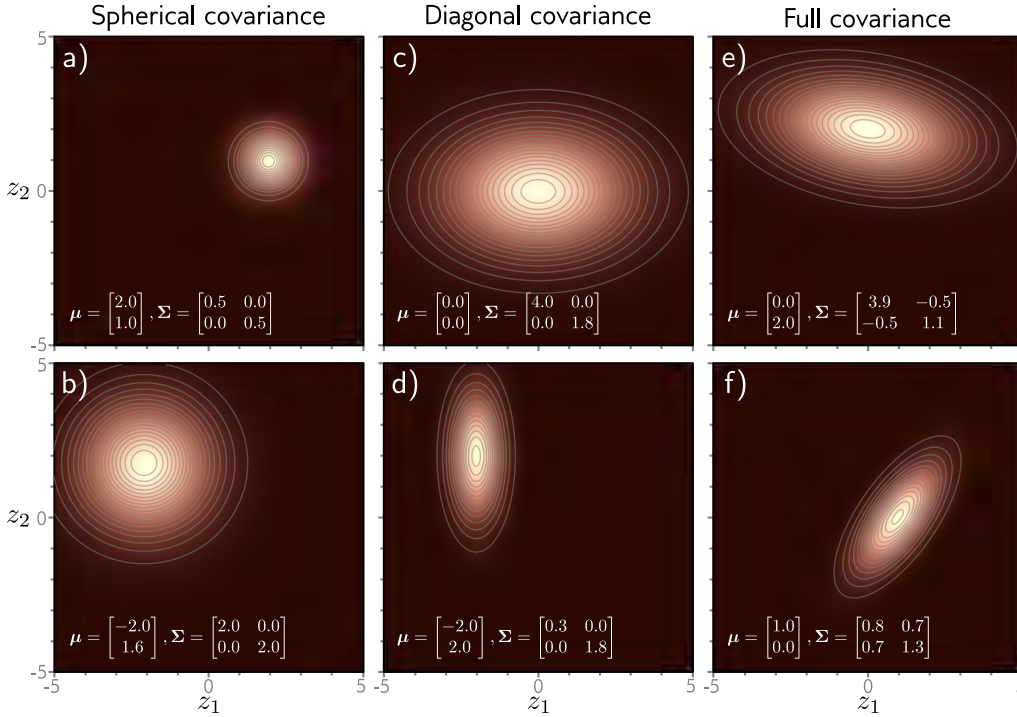 Spherical covariance Diagonal covariance Full covariance
5
a) c) e)
z₂ 0
μ = [2.0 1.0], Σ = [0.5 0.0 0.0 0.5]
μ = [0.0 0.0], Σ = [4.0 0.0 0.0 1.8]
μ = [0.0 2.0], Σ = [3.9 −0.5 −0.5 1.1]
-5 -5 5 -5 5
5
b) d) f)
z₂ 0
μ = [−2.0 1.6], Σ = [2.0 0.0 0.0 2.0]
μ = [−2.0 2.0], Σ = [0.3 0.0 0.0 1.8]
μ = [1.0 0.0], Σ = [0.8 0.7 0.7 1.3]
-5
-5 0 5 -5 0 5 -5 0 5
z₁ z₁ z₁